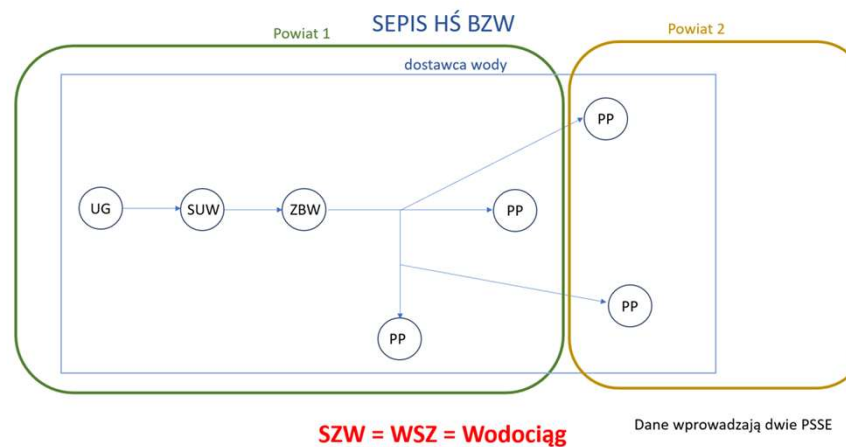 SEPIS HŚ BZW
Powiat 1
Powiat 2
dostawca wody
PP
UG
SUW
ZBW
PP
PP
PP
SZW = WSZ = Wodociąg
Dane wprowadzają dwie PSSE